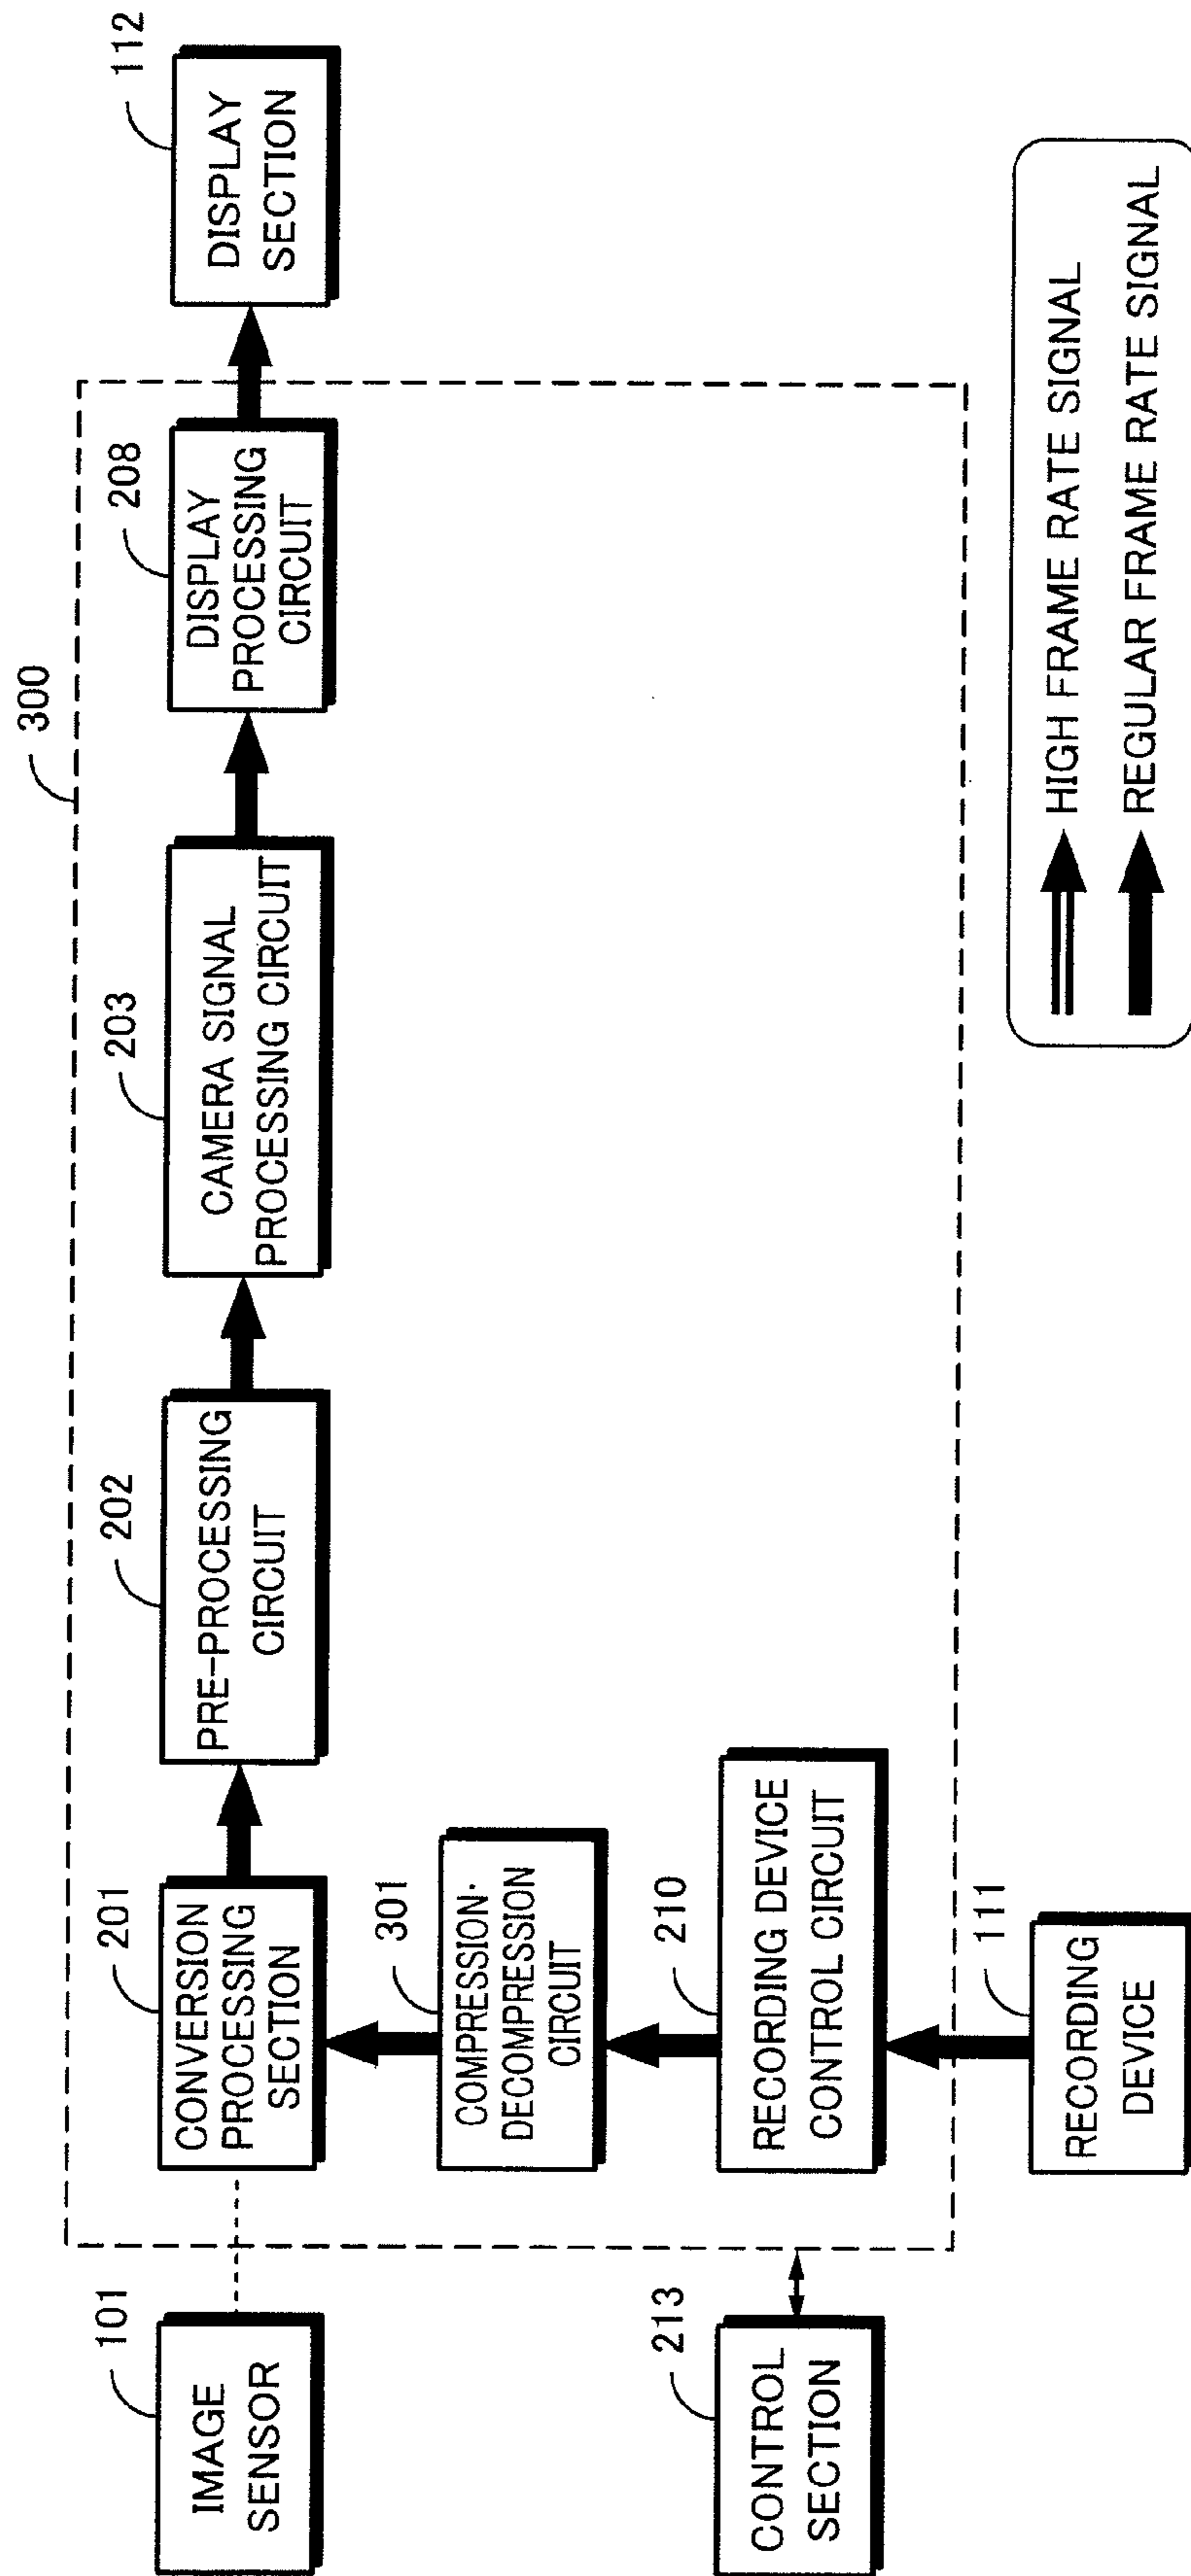 300
101
IMAGE
SENSOR
201
CONVERSION
PROCESSING
SECTION
202
PRE-PROCESSING
CIRCUIT
203
CAMERA SIGNAL
PROCESSING CIRCUIT
208
DISPLAY
PROCESSING
CIRCUIT
112
DISPLAY
SECTION
301
COMPRESSION·
DECOMPRESSION
CIRCUIT
213
CONTROL
SECTION
210
RECORDING DEVICE
CONTROL CIRCUIT
111
RECORDING
DEVICE
HIGH FRAME RATE SIGNAL
REGULAR FRAME RATE SIGNAL